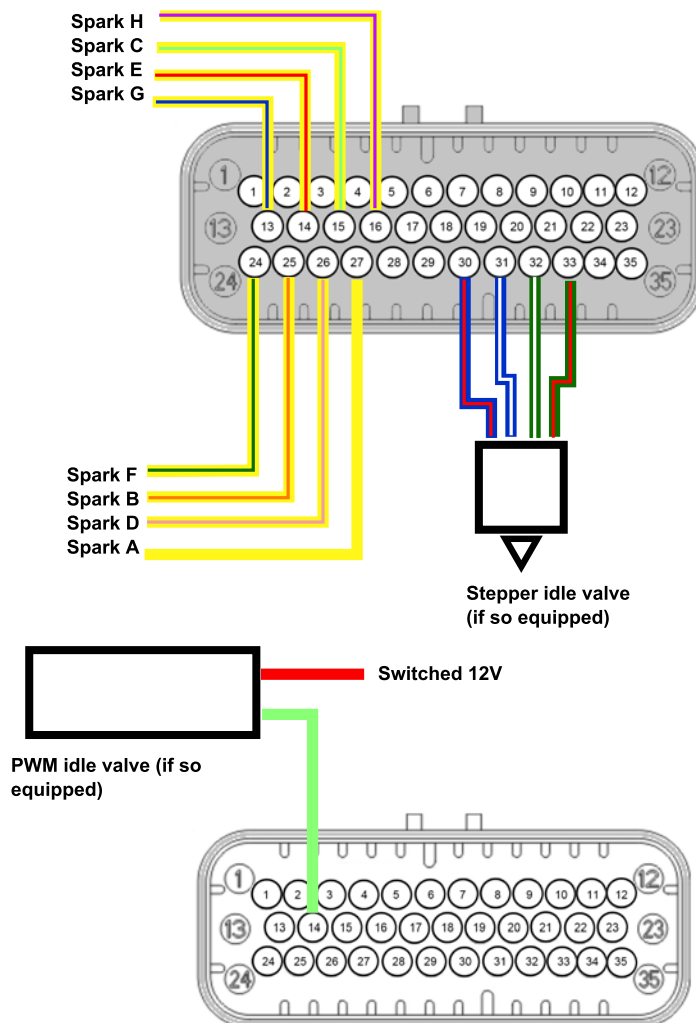 Spark H
Spark C
Spark E
Spark G
1 12
1 2 3 4 5 6 7 8 9 10 11 12
13 13 14 15 16 17 18 19 20 21 22 23 23
24 25 26 27 28 29 30 31 32 33 34 35
24 35
Spark F
Spark B
Spark D
Spark A
Stepper idle valve
(if so equipped)
Switched 12V
PWM idle valve (if so
equipped)
1 12
1 2 3 4 5 6 7 8 9 10 11 12
13 13 14 15 16 17 18 19 20 21 22 23 23
24 25 26 27 28 29 30 31 32 33 34 35
24 35